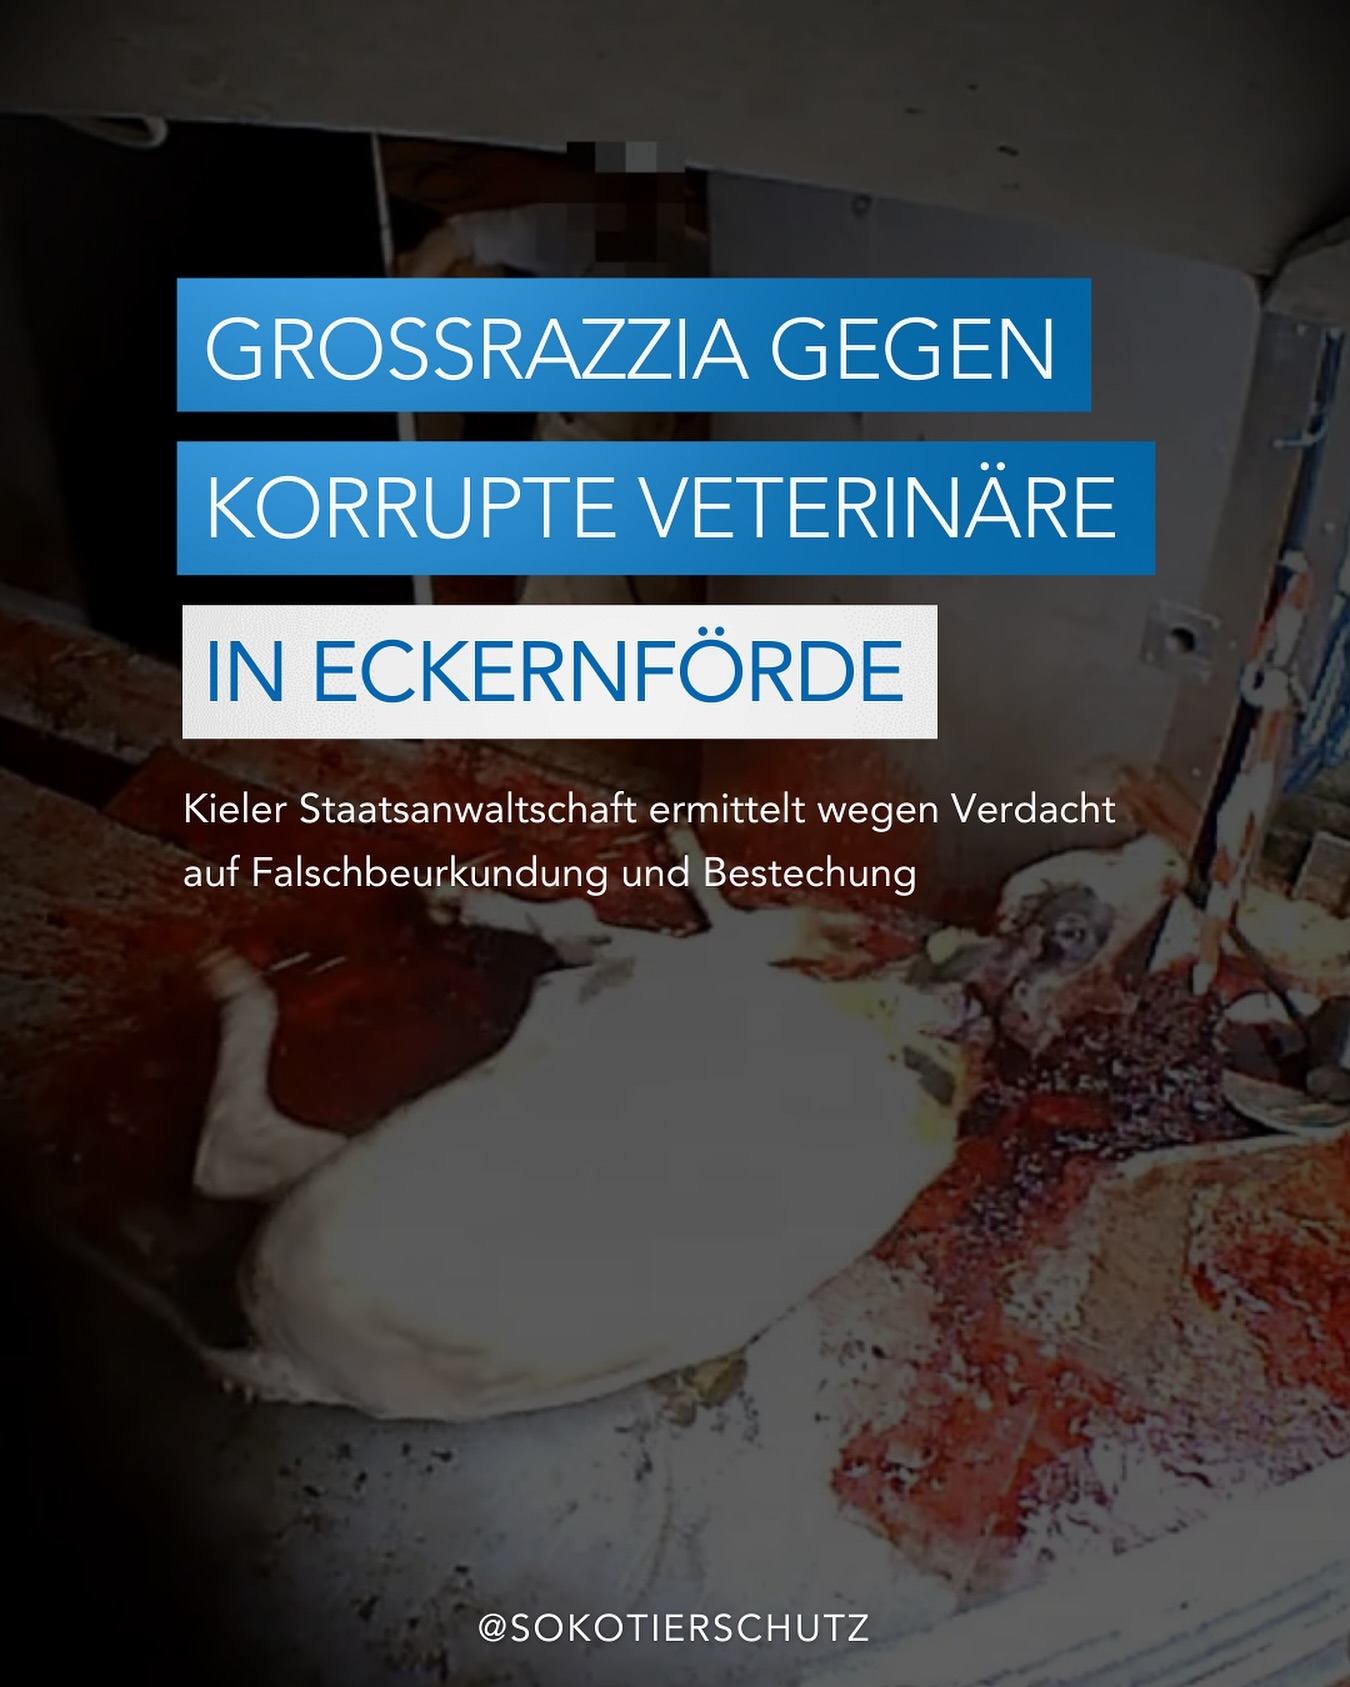 GROSSRAZZIA GEGEN
KORRUPTE VETERINÄRE
IN ECKERNFÖRDE
Kieler Staatsanwaltschaft ermittelt wegen Verdacht
auf Falschbeurkundung und Bestechung
@SOKOTIERSCHUTZ